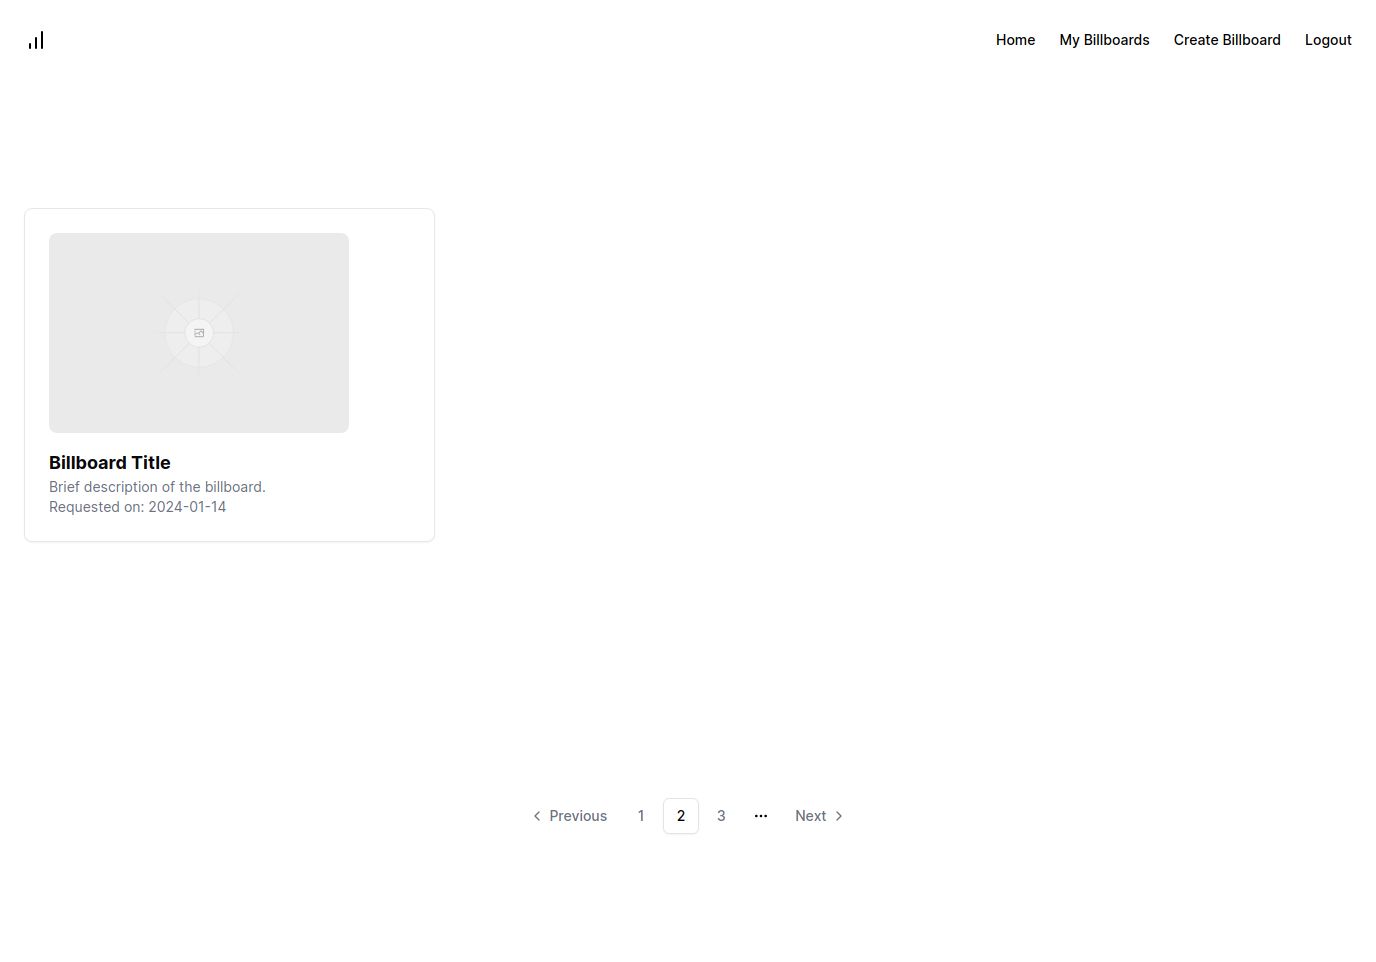 Home My Billboards Create Billboard Logout
Billboard Title
Brief description of the billboard.
Requested on: 2024-01-14
Previous 1 2 3 ••• Next